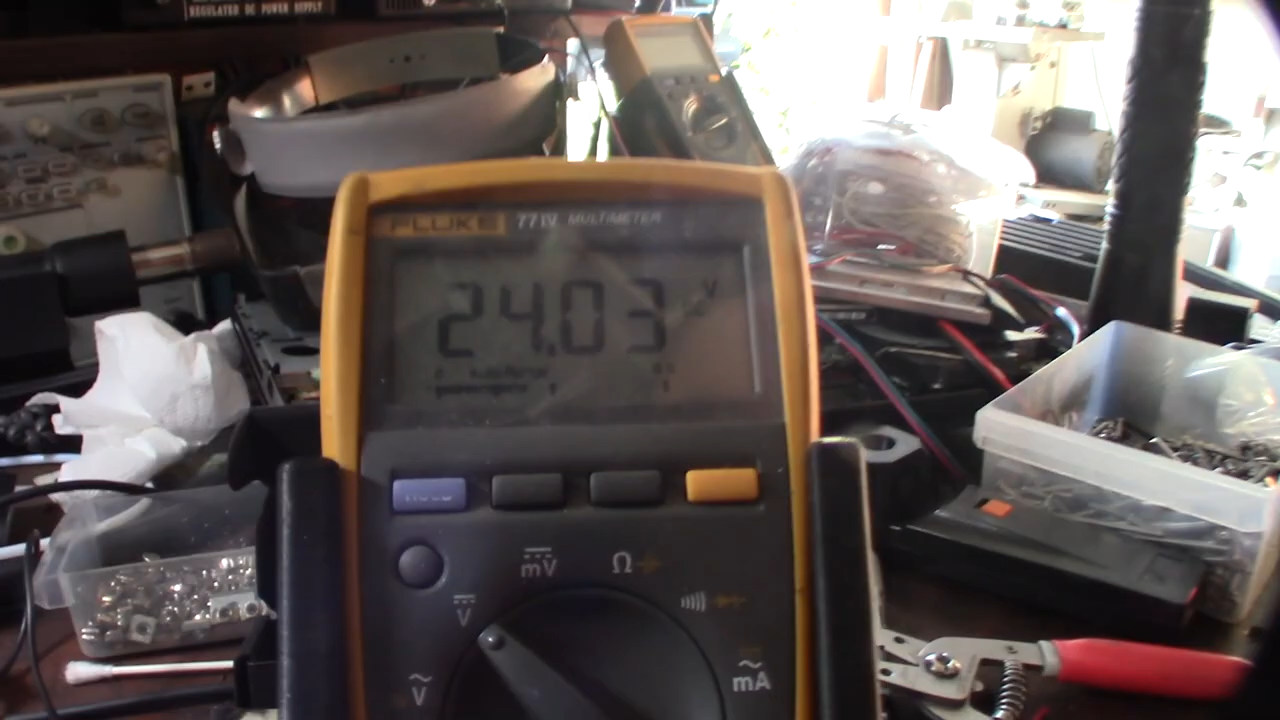 REGULATED DC POWER SUPPLY
FLUKE 77 IV MULTIMETER
24.03 V
mV
Ω
V
V
mA